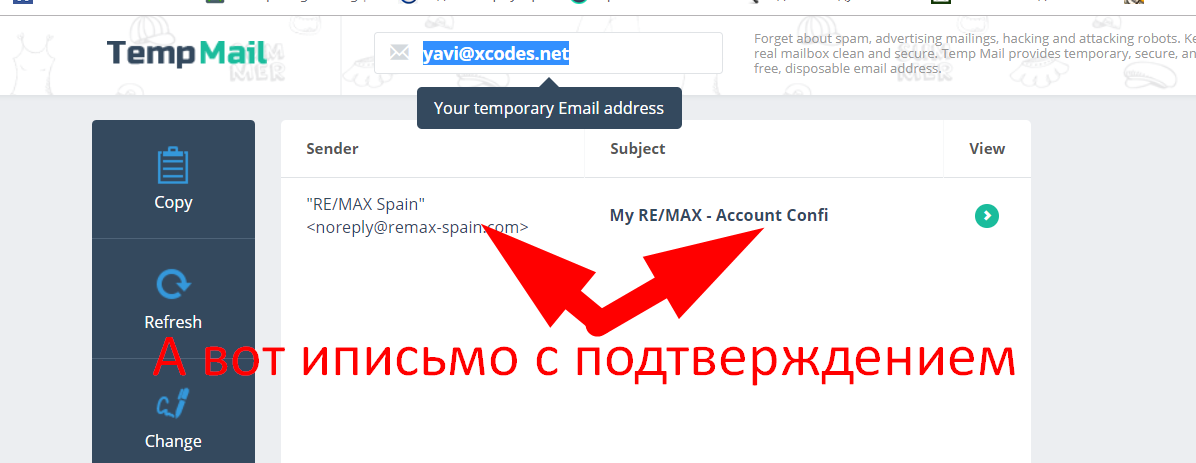 TempMail
yavi@xcodes.net
Forget about spam, advertising mailings, hacking and attacking robots. Ke
real mailbox clean and secure. Temp Mail provides temporary, secure, an
free, disposable email address.
Your temporary Email address
Copy
Refresh
Change
Sender
Subject
View
"RE/MAX Spain"
<noreply@remax-spain.com>
My RE/MAX - Account Confi
А вот иписьмо с подтверждением